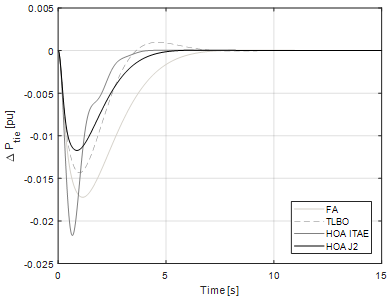 0.005
0
-0.005
-0.01
-0.015
-0.02
-0.025
Δ P_tie [pu]
0 5 10 15
Time[s]
FA
TLBO
HOA ITAE
HOA J2